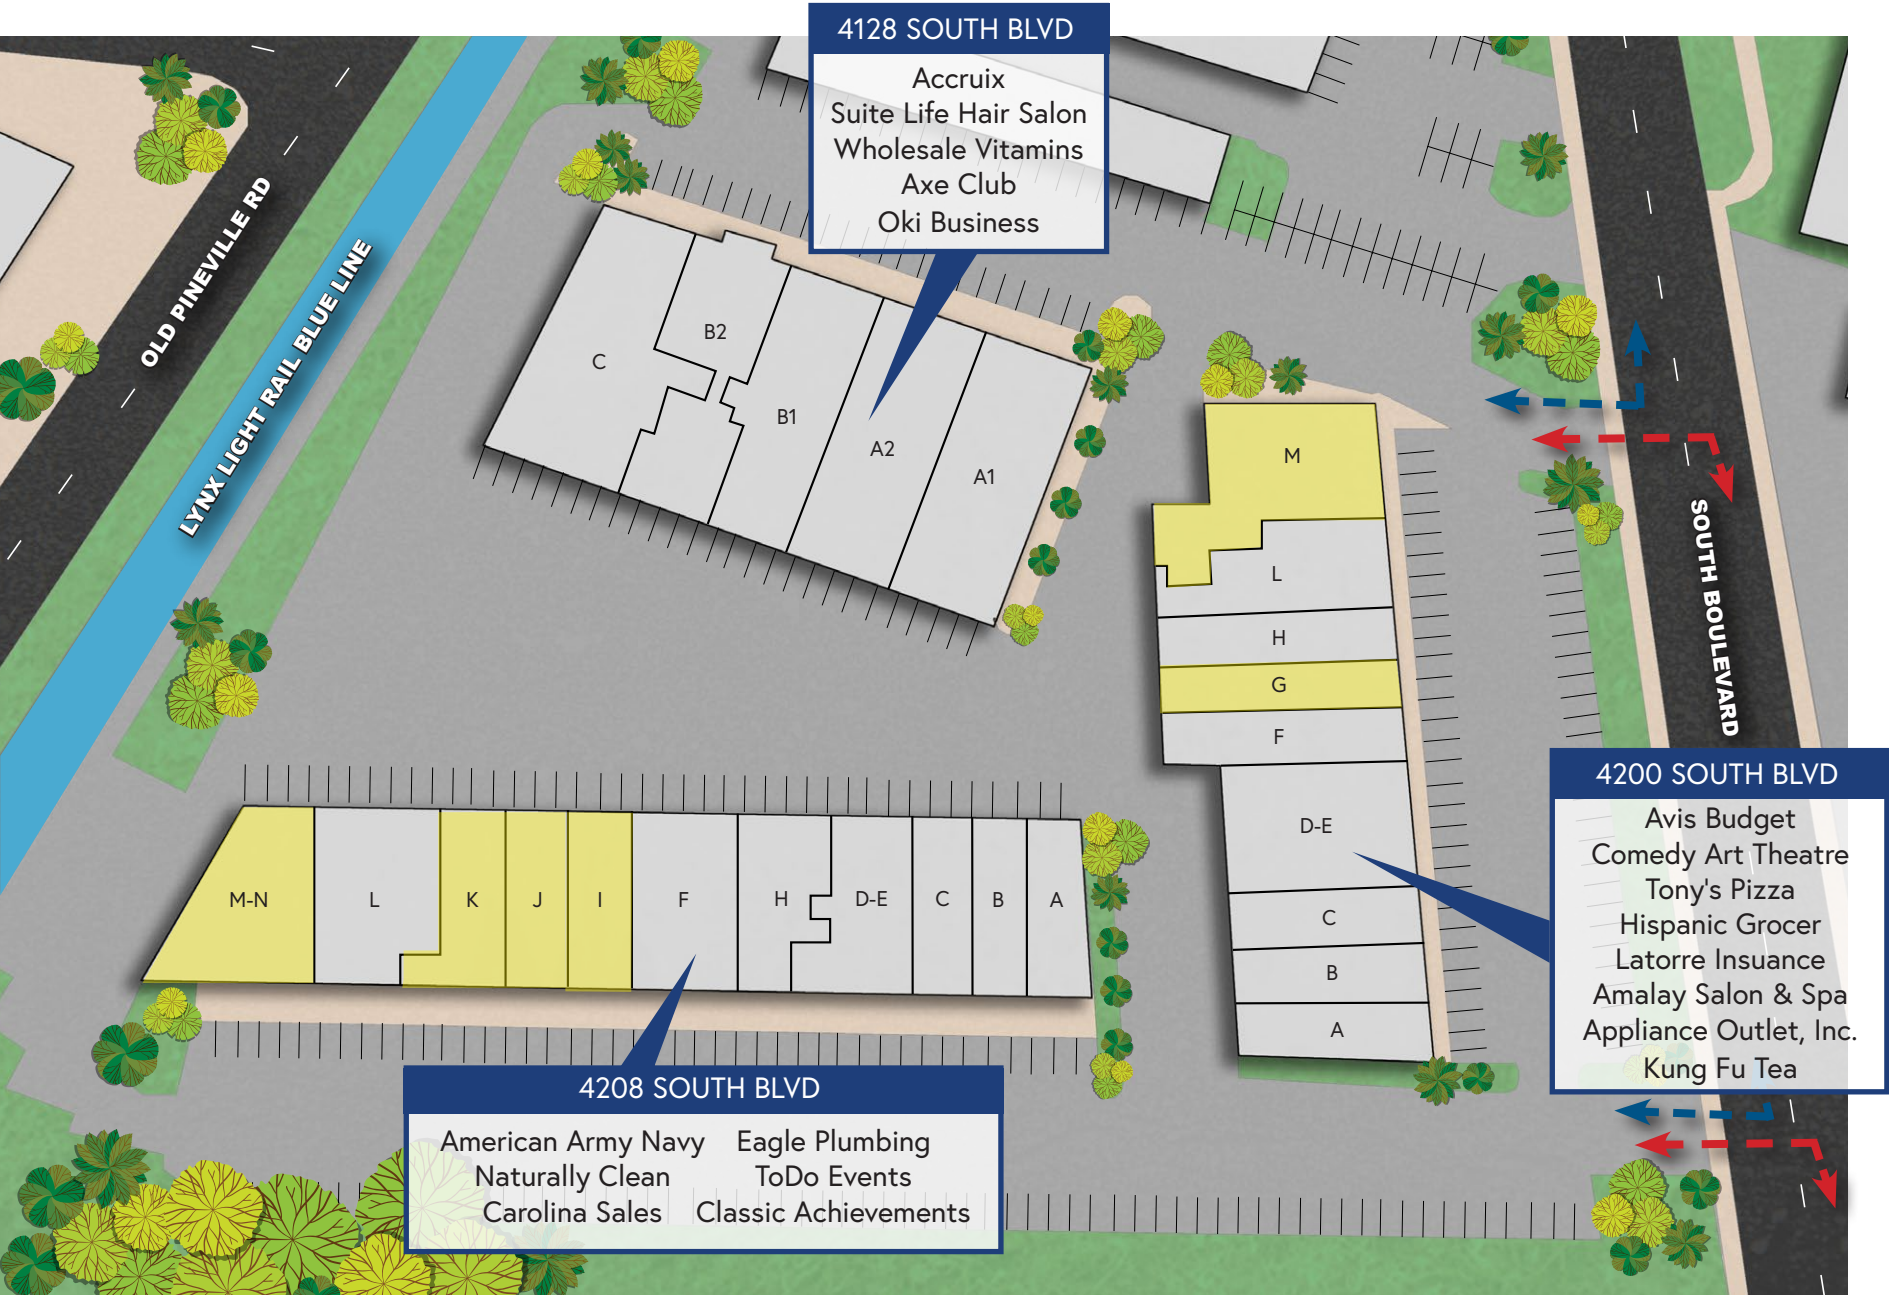 4128 SOUTH BLVD
Accruix
Suite Life Hair Salon
Wholesale Vitamins
Axe Club
Oki Business
OLD PINEVILLE RD
LYNX LIGHT RAIL BLUE LINE
C
B2
B1
A2
A1
M
L
H
G
F
D-E
C
B
A
SOUTH BOULEVARD
4200 SOUTH BLVD
Avis Budget
Comedy Art Theatre
Tony's Pizza
Hispanic Grocer
Latorre Insuance
Amalay Salon & Spa
Appliance Outlet, Inc.
Kung Fu Tea
M-N
L
K
J
I
F
H
D-E
C
B
A
4208 SOUTH BLVD
American Army Navy
Naturally Clean
Carolina Sales
Eagle Plumbing
ToDo Events
Classic Achievements